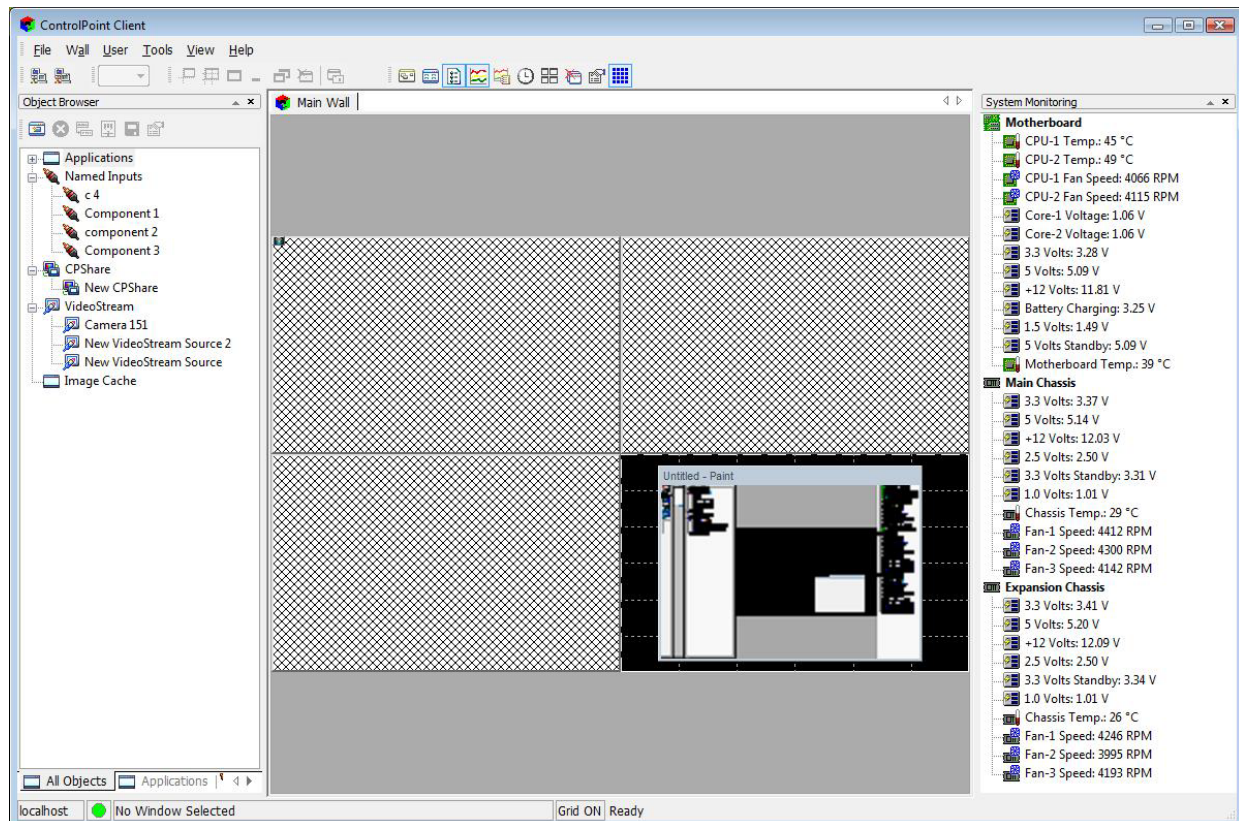 ControlPoint Client
File Wall User Tools View Help
Object Browser
Applications
Named Inputs
c 4
Component 1
component 2
Component 3
CPShare
New CPShare
VideoStream
Camera 151
New VideoStream Source 2
New VideoStream Source
Image Cache
All Objects Applications
Main Wall
Untitled - Paint
System Monitoring
Motherboard
CPU-1 Temp.: 45 °C
CPU-2 Temp.: 49 °C
CPU-1 Fan Speed: 4066 RPM
CPU-2 Fan Speed: 4115 RPM
Core-1 Voltage: 1.06 V
Core-2 Voltage: 1.06 V
3.3 Volts: 3.28 V
5 Volts: 5.09 V
+12 Volts: 11.81 V
Battery Charging: 3.25 V
1.5 Volts: 1.49 V
5 Volts Standby: 5.09 V
Motherboard Temp.: 39 °C
Main Chassis
3.3 Volts: 3.37 V
5 Volts: 5.14 V
+12 Volts: 12.03 V
2.5 Volts: 2.50 V
3.3 Volts Standby: 3.31 V
1.0 Volts: 1.01 V
Chassis Temp.: 29 °C
Fan-1 Speed: 4412 RPM
Fan-2 Speed: 4300 RPM
Fan-3 Speed: 4142 RPM
Expansion Chassis
3.3 Volts: 3.41 V
5 Volts: 5.20 V
+12 Volts: 12.09 V
2.5 Volts: 2.50 V
3.3 Volts Standby: 3.34 V
1.0 Volts: 1.01 V
Chassis Temp.: 26 °C
Fan-1 Speed: 4246 RPM
Fan-2 Speed: 3995 RPM
Fan-3 Speed: 4193 RPM
localhost No Window Selected Grid ON Ready